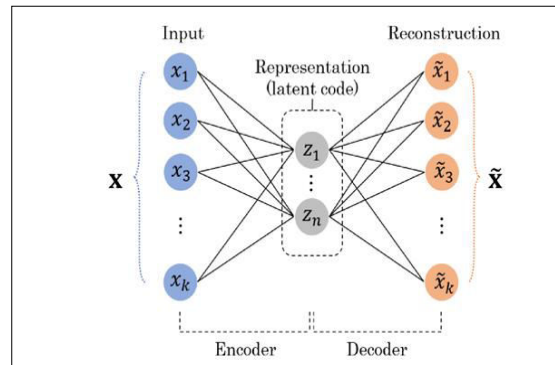 Input
Reconstruction
Representation
(latent code)
x₁
x₂
x₃
⋮
xₖ
𝐱
z₁
⋮
zₙ
x̃₁
x̃₂
x̃₃
⋮
x̃ₖ
𝐱̃
Encoder
Decoder